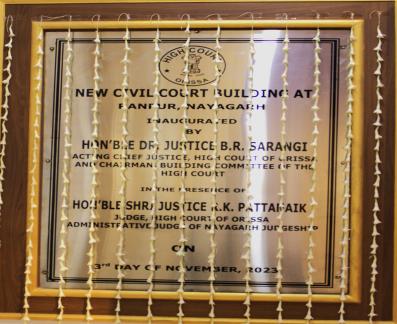 HIGH COURT
ORISSA
NEW CIVIL COURT BUILDING AT
RANPUR, NAYAGARH
INAUGURATED
BY
HON'BLE DR. JUSTICE B.R. SARANGI
ACTING CHIEF JUSTICE, HIGH COURT OF ORISSA
AND CHAIRMAN BUILDING COMMITTEE OF THE
HIGH COURT
IN THE PRESENCE OF
HON'BLE SHRI JUSTICE R.K. PATTANAIK
JUDGE, HIGH COURT OF ORISSA
ADMINISTRATIVE JUDGE OF NAYAGARH JUDGESHIP
ON
3RD DAY OF NOVEMBER, 2023